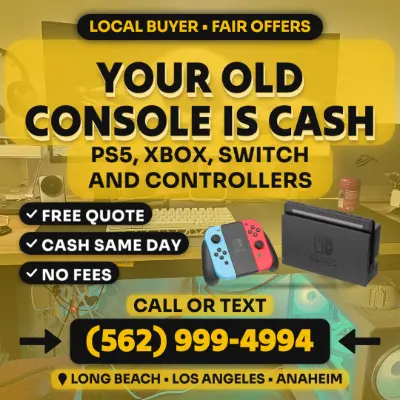 LOCAL BUYER • FAIR OFFERS
YOUR OLD
CONSOLE IS CASH
PS5, XBOX, SWITCH
AND CONTROLLERS
FREE QUOTE
CASH SAME DAY
NO FEES
CALL OR TEXT
(562) 999-4994
LONG BEACH • LOS ANGELES • ANAHEIM